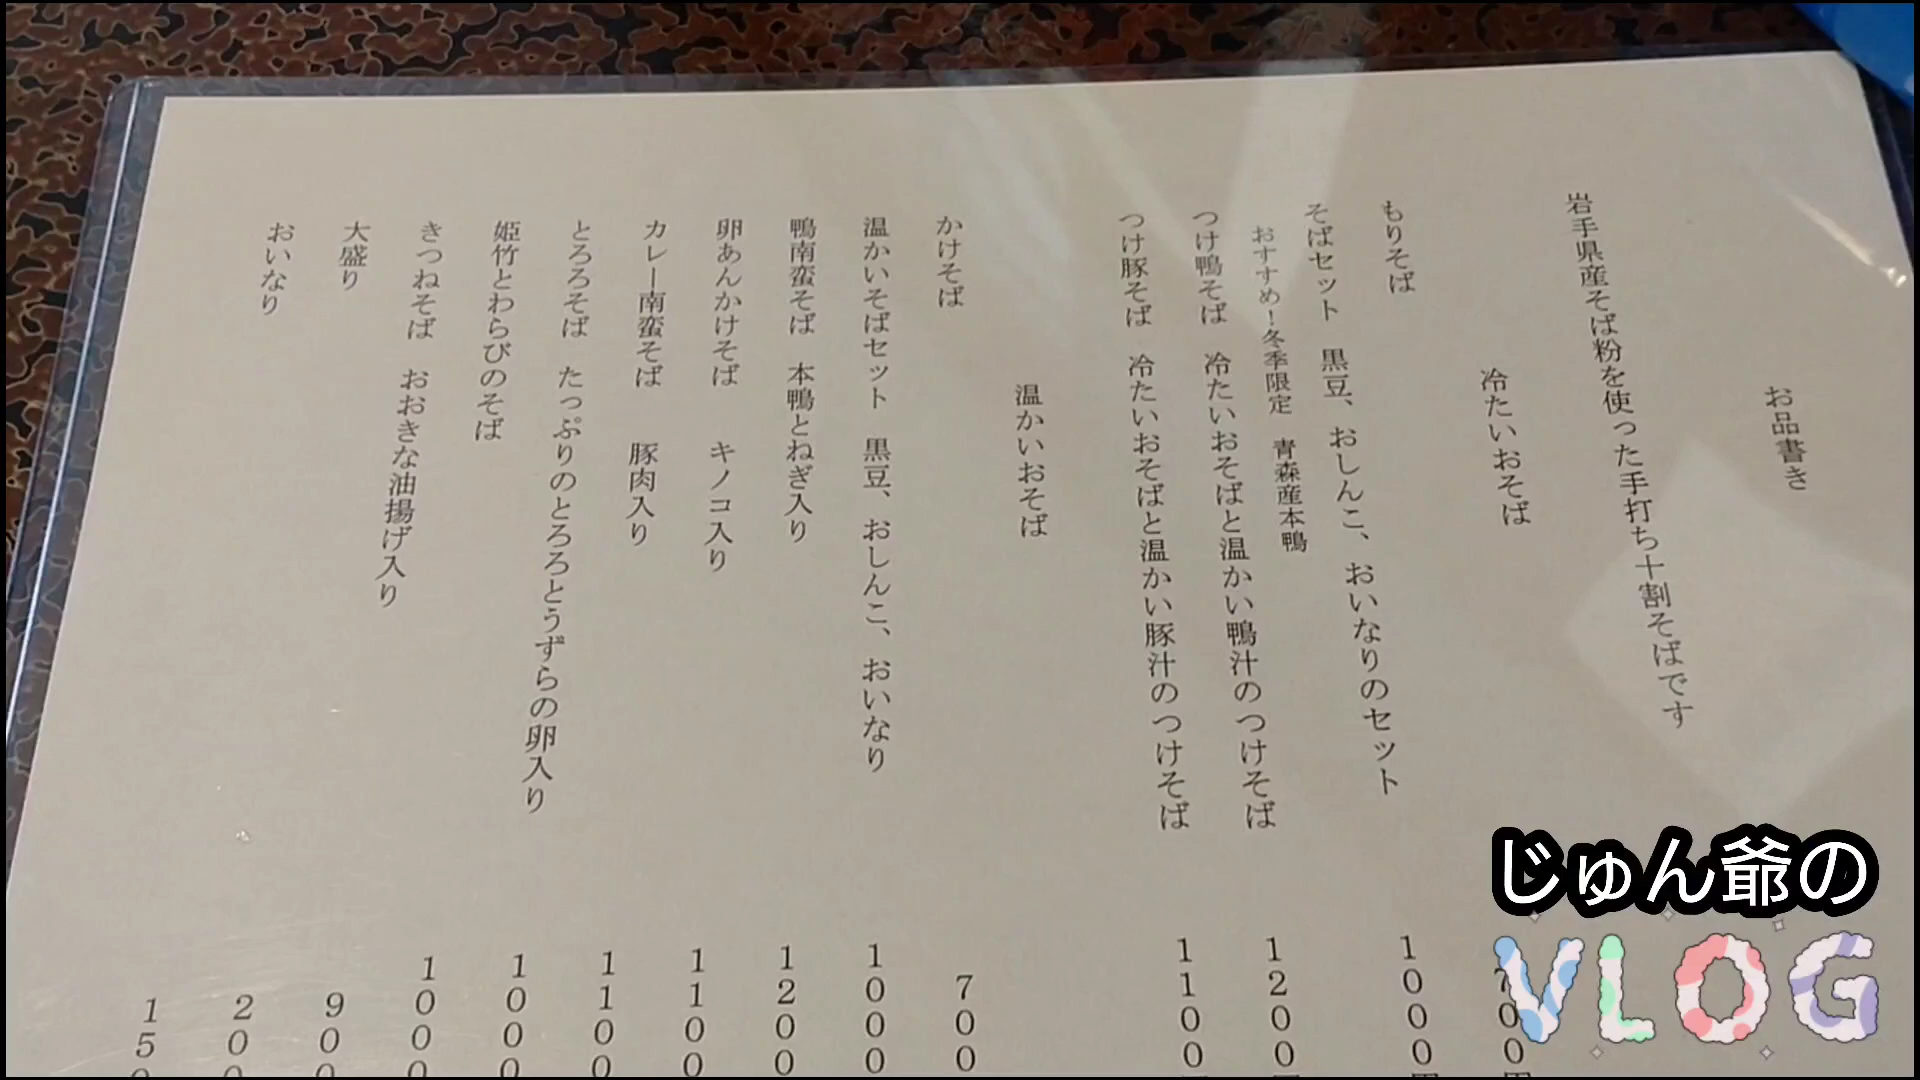 お品書き
岩手県産そば粉を使った手打ち十割そばです
冷たいおそば
もりそば 700
そばセット 黒豆、おしんこ、おいなりのセット 1000
おすすめ!冬季限定 青森産本鴨
つけ鴨そば 冷たいおそばと温かい鴨汁のつけそば 1200
つけ豚そば 冷たいおそばと温かい豚汁のつけそば 1100
温かいおそば
かけそば 700
温かいそばセット 黒豆、おしんこ、おいなり 1000
鴨南蛮そば 本鴨とねぎ入り 1200
卵あんかけそば キノコ入り 1100
カレー南蛮そば 豚肉入り 1100
とろろそば たっぷりのとろろとうずらの卵入り 1000
姫竹とわらびのそば 1000
きつねそば おおきな油揚げ入り 900
大盛り 200
おいなり 150
じゅん爺の
VLOG